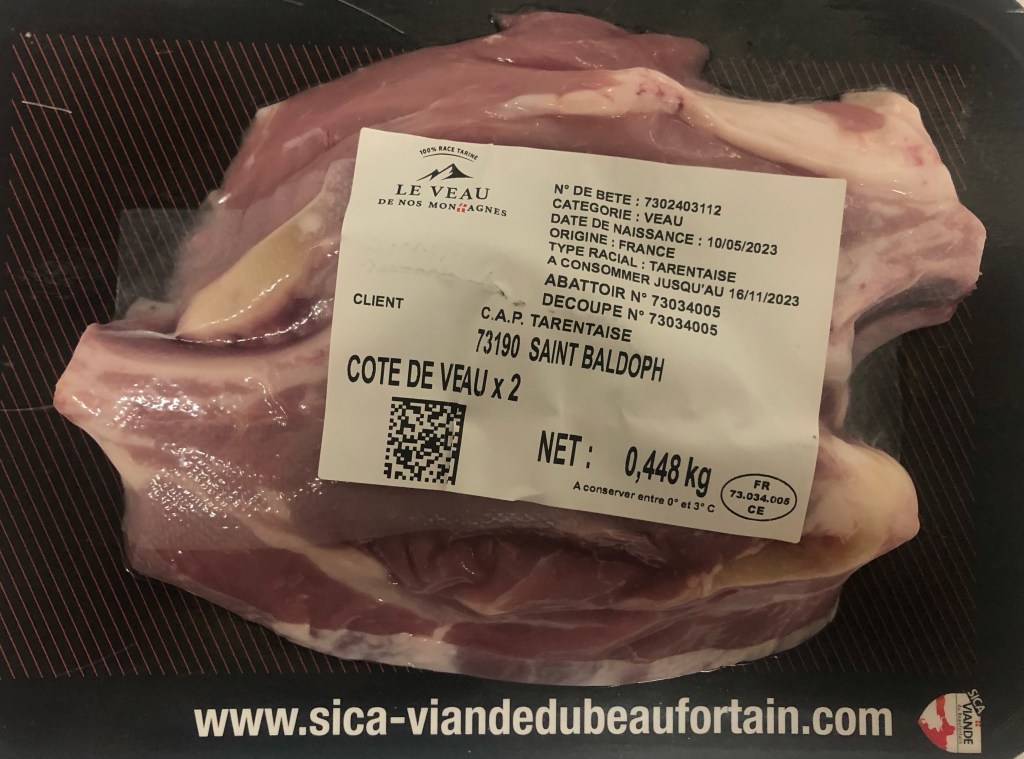 100% RACE TARINE
LE VEAU
DE NOS MONTAGNES
N° DE BETE : 7302403112
CATEGORIE : VEAU
DATE DE NAISSANCE : 10/05/2023
ORIGINE : FRANCE
TYPE RACIAL : TARENTAISE
A CONSOMMER JUSQU'AU 16/11/2023
ABATTOIR N° 73034005
DECOUPE N° 73034005
CLIENT
C.A.P. TARENTAISE
73190 SAINT BALDOPH
COTE DE VEAU x 2
NET : 0,448 kg
A conserver entre 0° et 3° C
FR
73.034.005
CE
www.sica-viandedubeaufortain.com
SICA
VIANDE
du Beaufortain